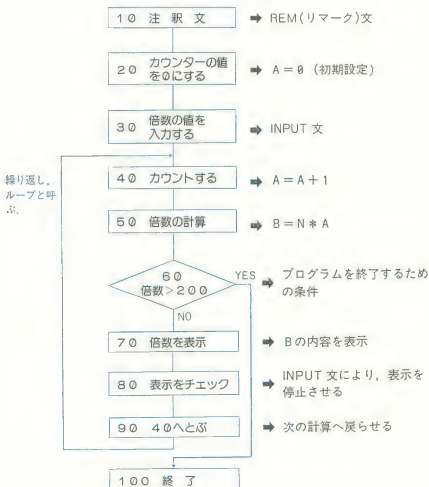 10 注釈文 ➡ REM(リマーク)文
20 カウンターの値
を0にする ➡ A=0 (初期設定)
30 倍数の値を
入力する ➡ INPUT 文
繰り返し,
ループと呼
ぶ.
40 カウントする ➡ A=A+1
50 倍数の計算 ➡ B=N*A
60
倍数>200
YES ➡ プログラムを終了するため
の条件
NO
70 倍数を表示 ➡ Bの内容を表示
80 表示をチェック ➡ INPUT 文により,表示を
停止させる
90 40へとぶ ➡ 次の計算へ戻らせる
100 終了